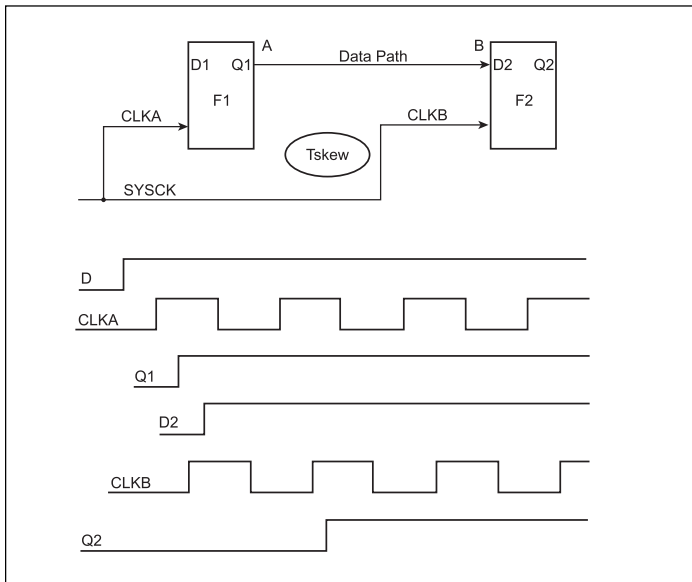 A
B
D1 Q1
Data Path
D2 Q2
F1
F2
CLKA
CLKB
Tskew
SYSCK
D
CLKA
Q1
D2
CLKB
Q2